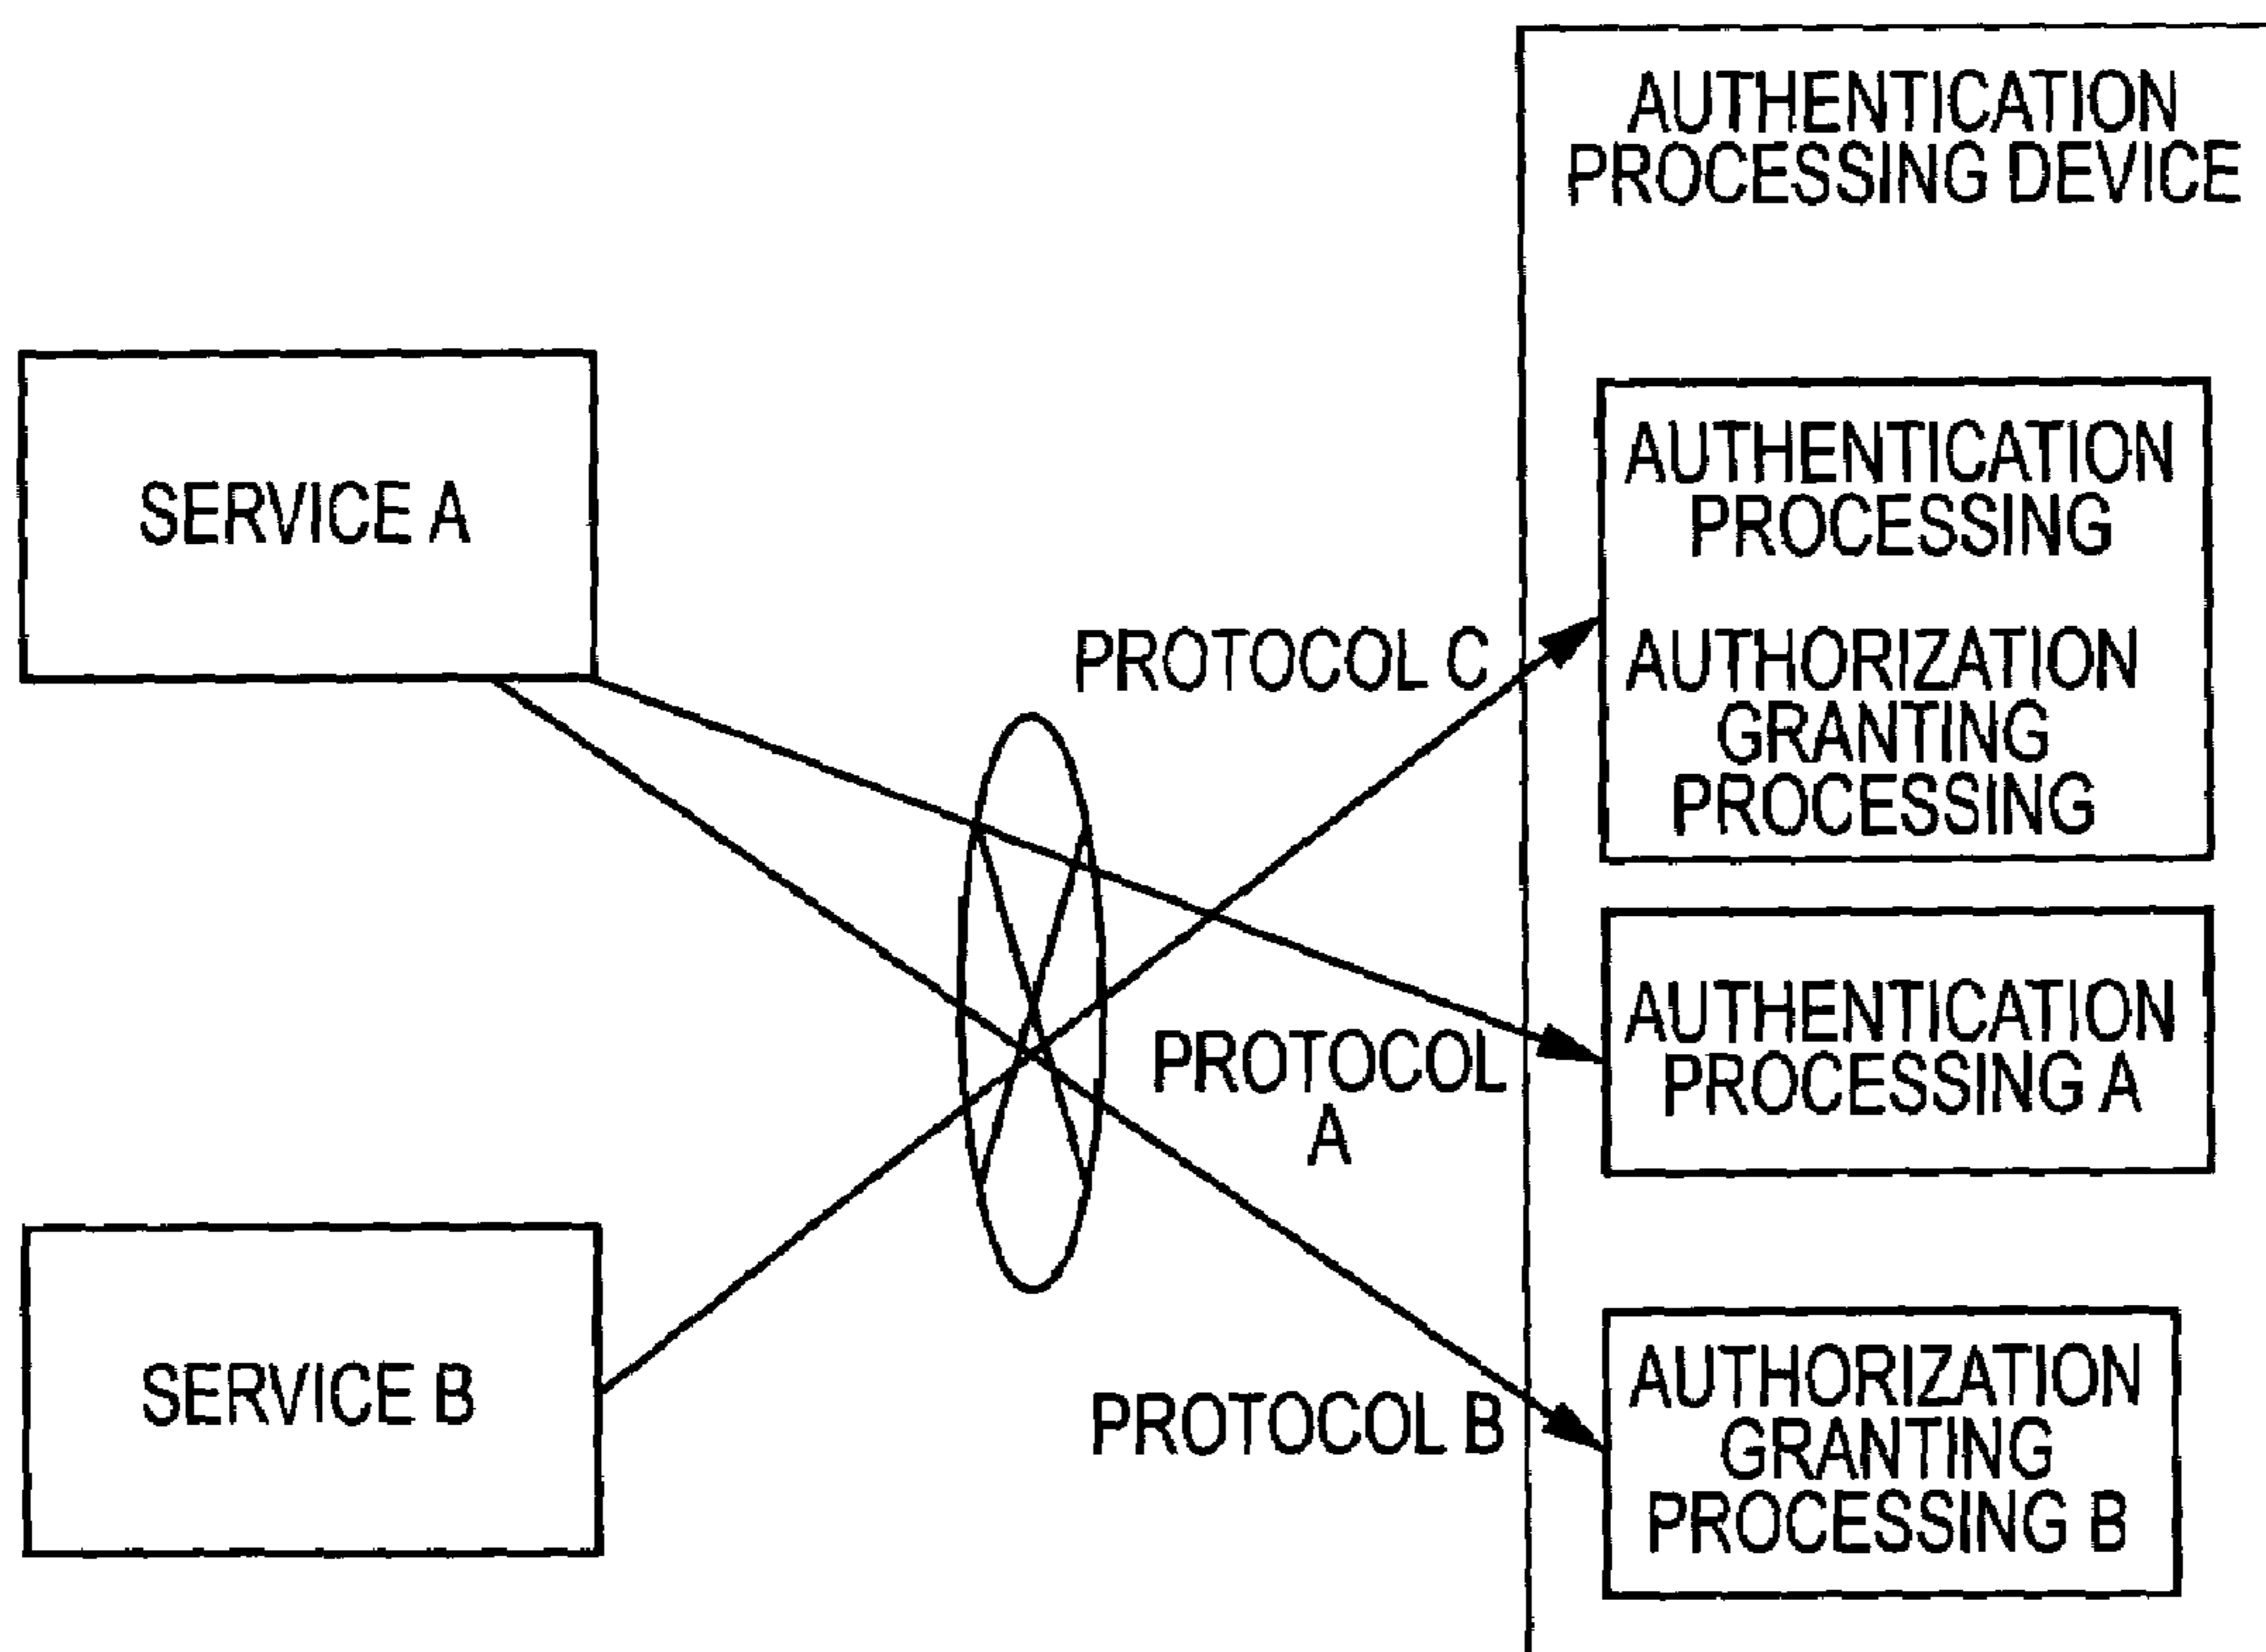 AUTHENTICATION
PROCESSING DEVICE
SERVICE A
AUTHENTICATION
PROCESSING
AUTHORIZATION
GRANTING
PROCESSING
PROTOCOL C
AUTHENTICATION
PROCESSING A
PROTOCOL
A
SERVICE B
PROTOCOL B
AUTHORIZATION
GRANTING
PROCESSING B